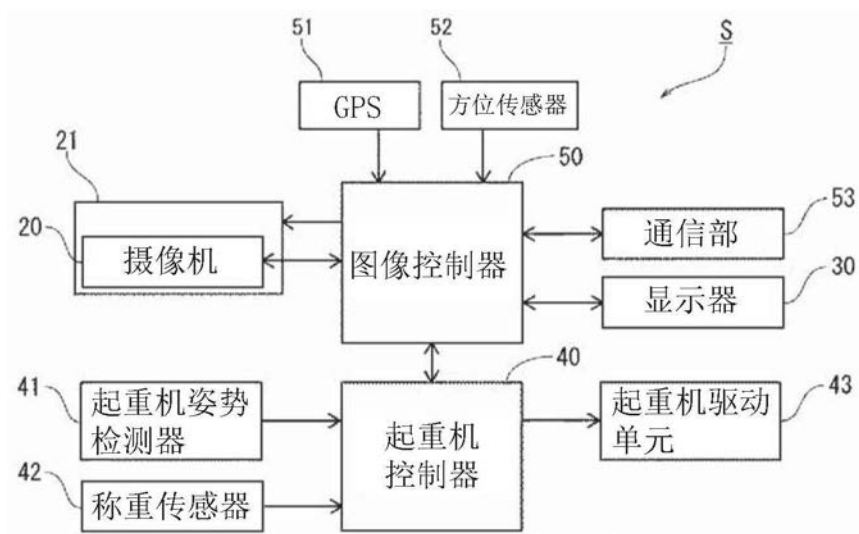 51
52
S
GPS
方位传感器
21
50
53
20
摄像机
图像控制器
通信部
显示器
30
41
40
43
起重机姿势
检测器
起重机
控制器
起重机驱动
单元
42
称重传感器